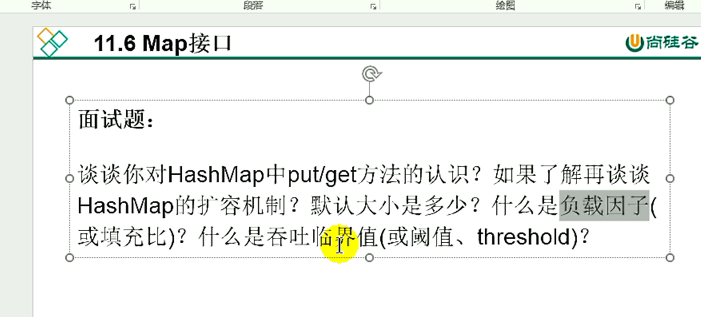 字体
段落
绘图
编辑
11.6 Map接口
尚硅谷
面试题：
谈谈你对HashMap中put/get方法的认识？如果了解再谈谈
HashMap的扩容机制？默认大小是多少？什么是负载因子(
或填充比)？什么是吞吐临界值(或阈值、threshold)？